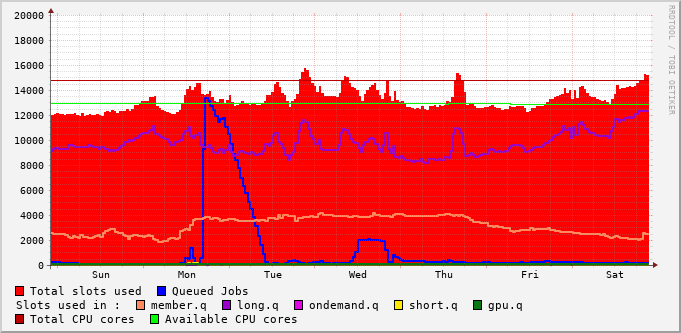 RRDTOOL / TOBI OETIKER
20000
18000
16000
14000
12000
10000
8000
6000
4000
2000
0
Sun Mon Tue Wed Thu Fri Sat
Total slots used Queued Jobs
Slots used in : member.q long.q ondemand.q short.q gpu.q
Total CPU cores Available CPU cores